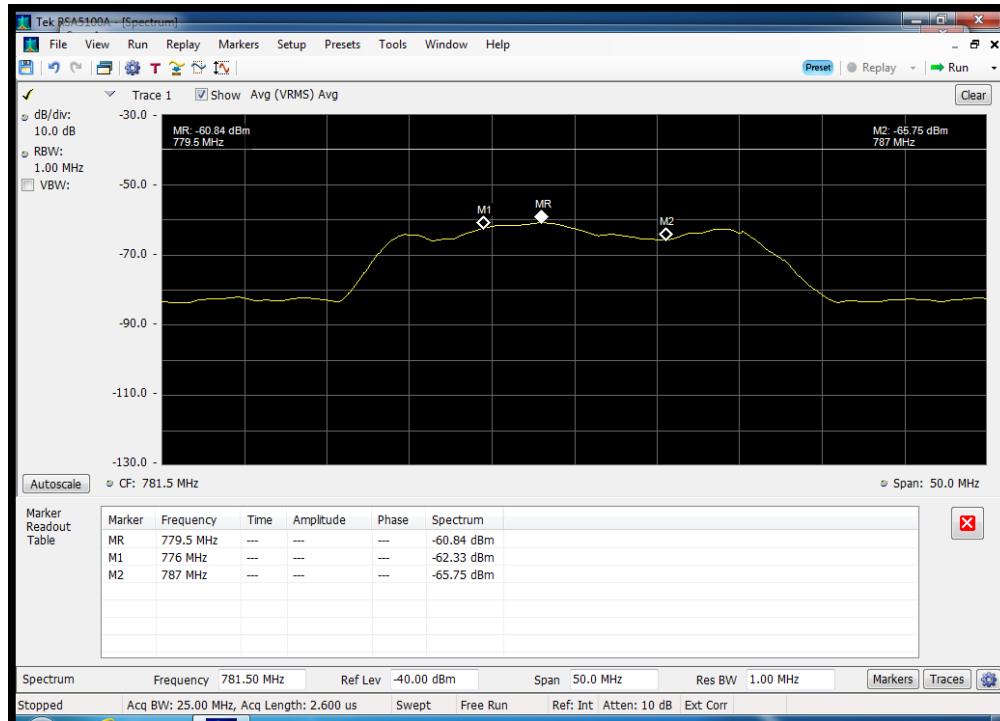 Tek RSA5100A - [Spectrum]
File View Run Replay Markers Setup Presets Tools Window Help
T Preset Replay Run
Trace 1 Show Avg (VRMS) Avg Clear
dB/div:
10.0 dB
RBW:
1.00 MHz
VBW:
-30.0
MR: -60.84 dBm
779.5 MHz
M2: -65.75 dBm
787 MHz
-50.0
M1 MR M2
-70.0
-90.0
-110.0
-130.0
Autoscale CF: 781.5 MHz Span: 50.0 MHz
Marker
Readout
Table
Marker Frequency Time Amplitude Phase Spectrum
MR 779.5 MHz --- --- --- -60.84 dBm
M1 776 MHz --- --- --- -62.33 dBm
M2 787 MHz --- --- --- -65.75 dBm
Spectrum Frequency 781.50 MHz Ref Lev -40.00 dBm Span 50.0 MHz Res BW 1.00 MHz Markers Traces
Stopped Acq BW: 25.00 MHz, Acq Length: 2.600 us Swept Free Run Ref: Int Atten: 10 dB Ext Corr